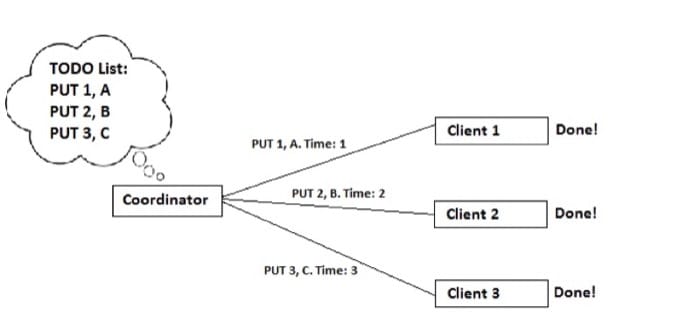 TODO List:
PUT 1, A
PUT 2, B
PUT 3, C
Coordinator
PUT 1, A. Time: 1
PUT 2, B. Time: 2
PUT 3, C. Time: 3
Client 1
Done!
Client 2
Done!
Client 3
Done!